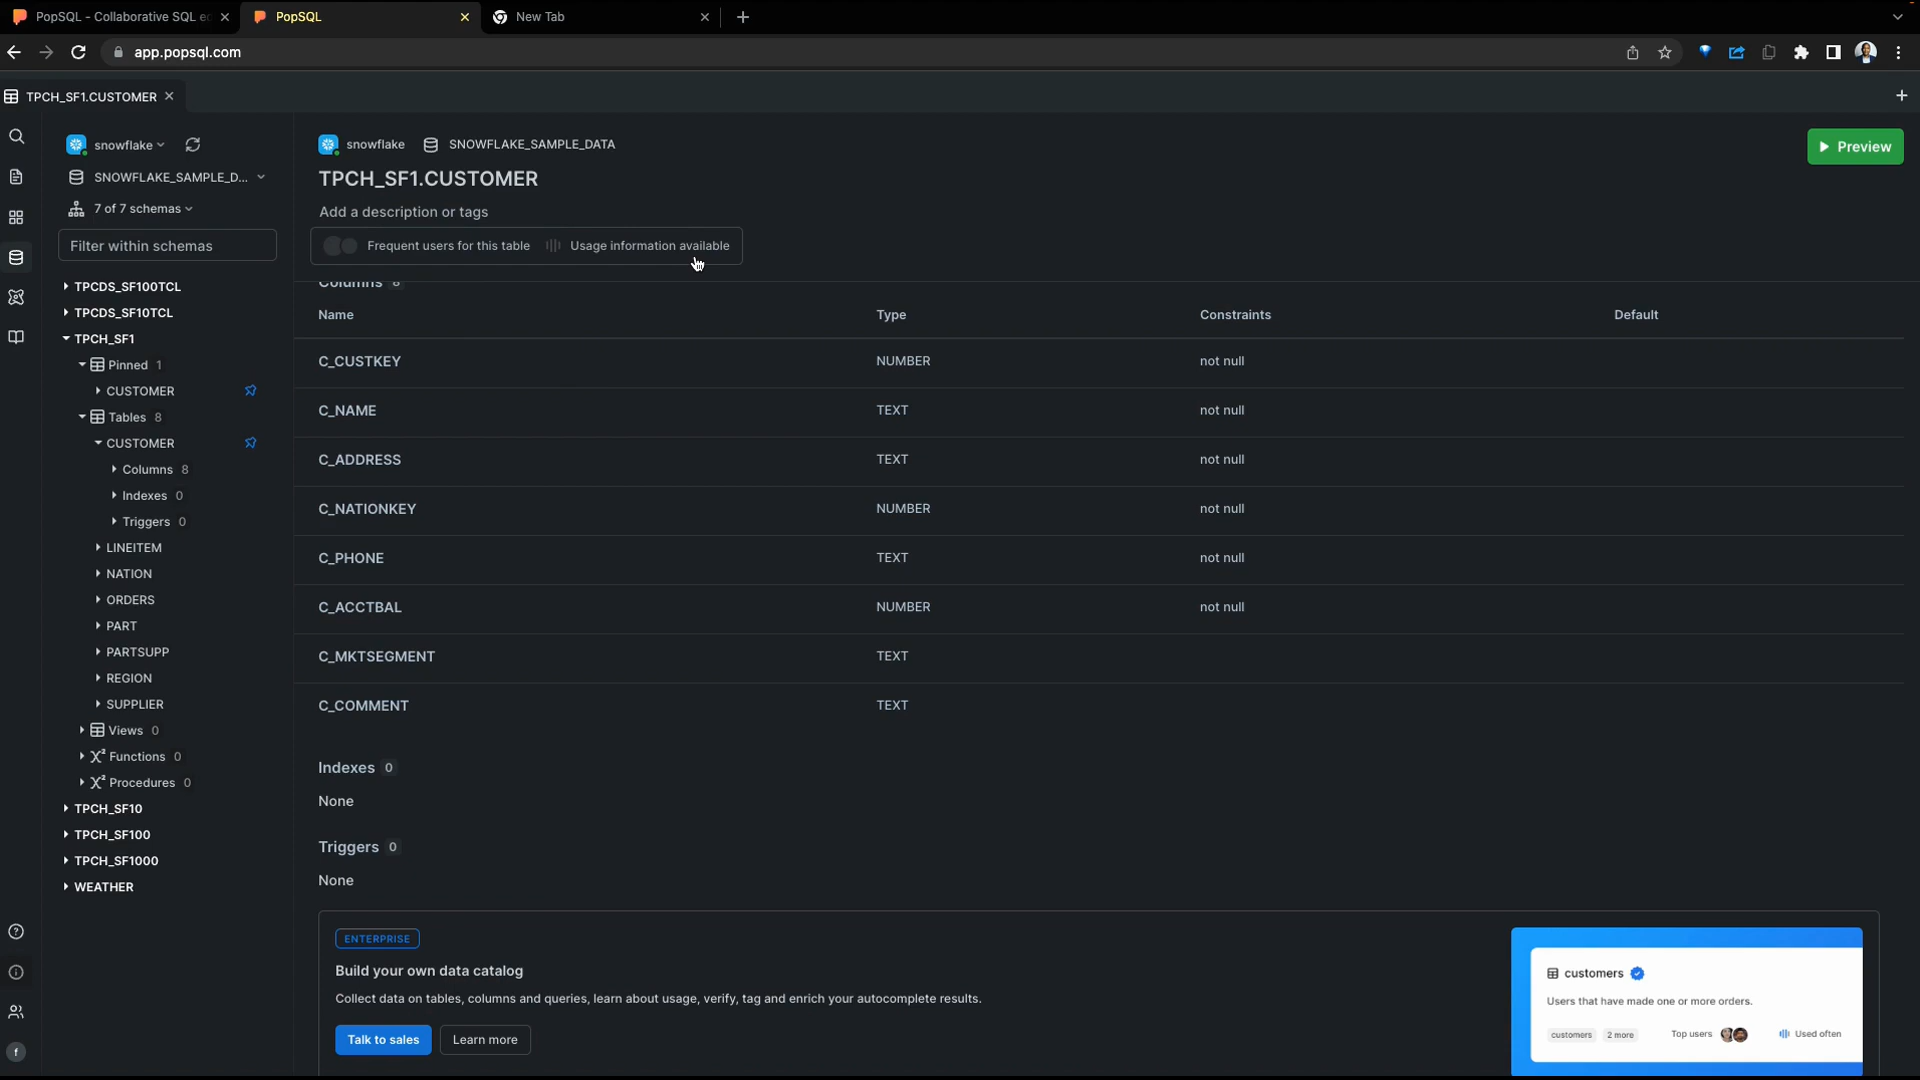 PopSQL - Collaborative SQL e
PopSQL
New Tab
app.popsql.com
TPCH_SF1.CUSTOMER
snowflake
SNOWFLAKE_SAMPLE_D...
7 of 7 schemas
Filter within schemas
TPCDS_SF100TCL
TPCDS_SF10TCL
TPCH_SF1
Pinned 1
CUSTOMER
Tables 8
CUSTOMER
Columns 8
Indexes 0
Triggers 0
LINEITEM
NATION
ORDERS
PART
PARTSUPP
REGION
SUPPLIER
Views 0
Functions 0
Procedures 0
TPCH_SF10
TPCH_SF100
TPCH_SF1000
WEATHER
f
snowflake SNOWFLAKE_SAMPLE_DATA
Preview
TPCH_SF1.CUSTOMER
Add a description or tags
Frequent users for this table Usage information available
Columns 8
Name Type Constraints Default
C_CUSTKEY NUMBER not null
C_NAME TEXT not null
C_ADDRESS TEXT not null
C_NATIONKEY NUMBER not null
C_PHONE TEXT not null
C_ACCTBAL NUMBER not null
C_MKTSEGMENT TEXT
C_COMMENT TEXT
Indexes 0
None
Triggers 0
None
ENTERPRISE
Build your own data catalog
Collect data on tables, columns and queries, learn about usage, verify, tag and enrich your autocomplete results.
Talk to sales Learn more
customers
Users that have made one or more orders.
customers 2 more Top users Used often